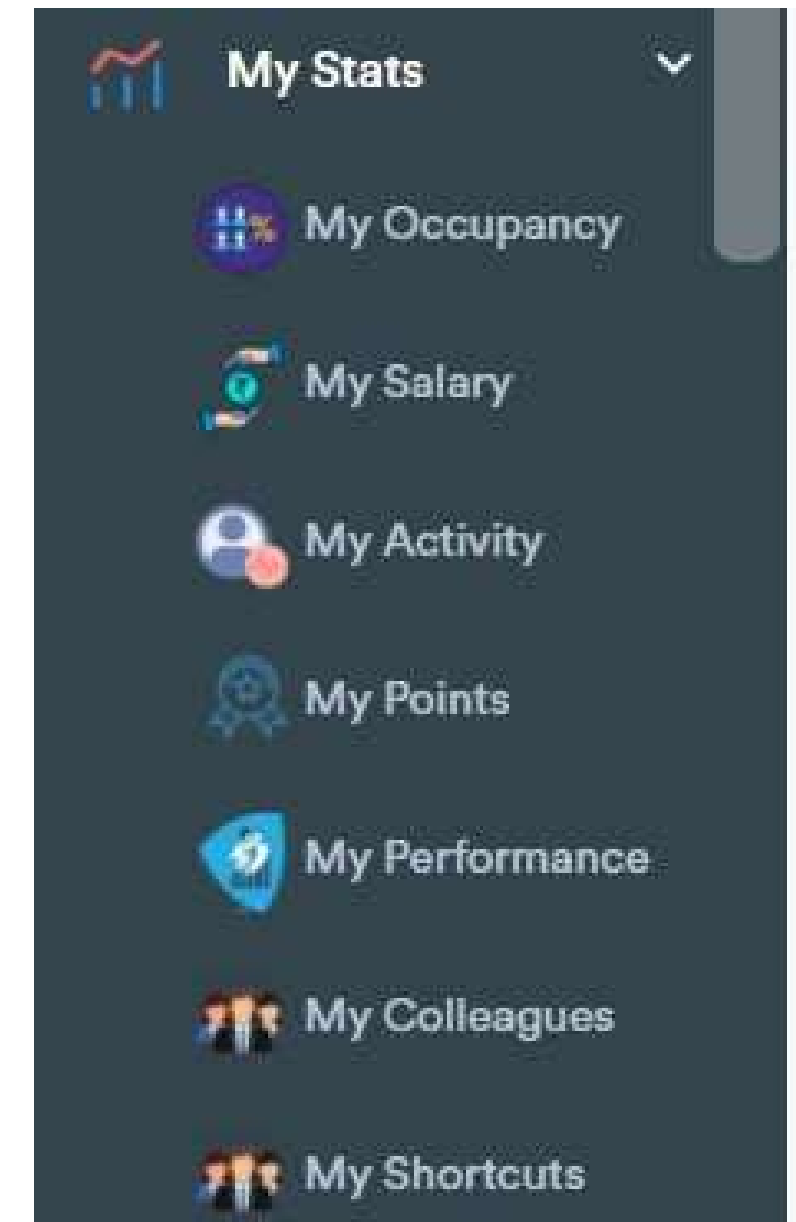 My Stats
My Occupancy
My Salary
My Activity
My Points
My Performance
My Colleagues
My Shortcuts